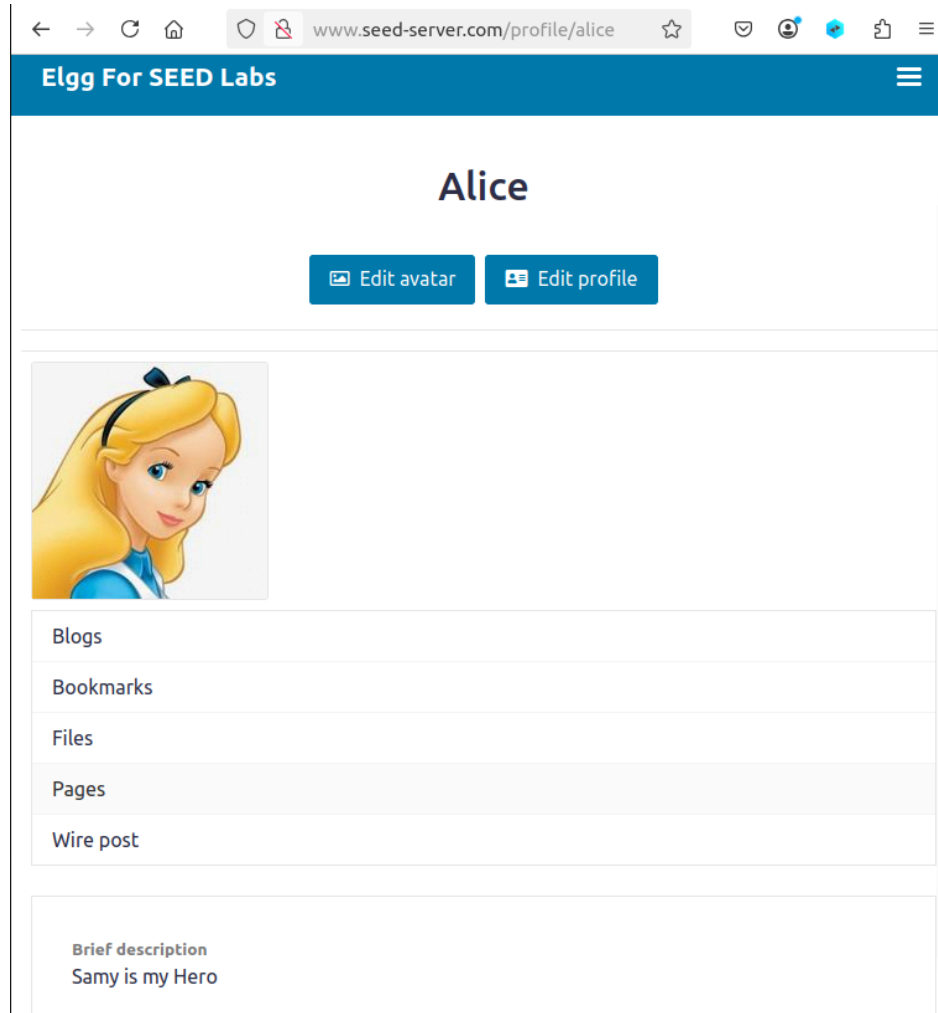 www.seed-server.com/profile/alice
Elgg For SEED Labs
Alice
Edit avatar Edit profile
Blogs
Bookmarks
Files
Pages
Wire post
Brief description
Samy is my Hero